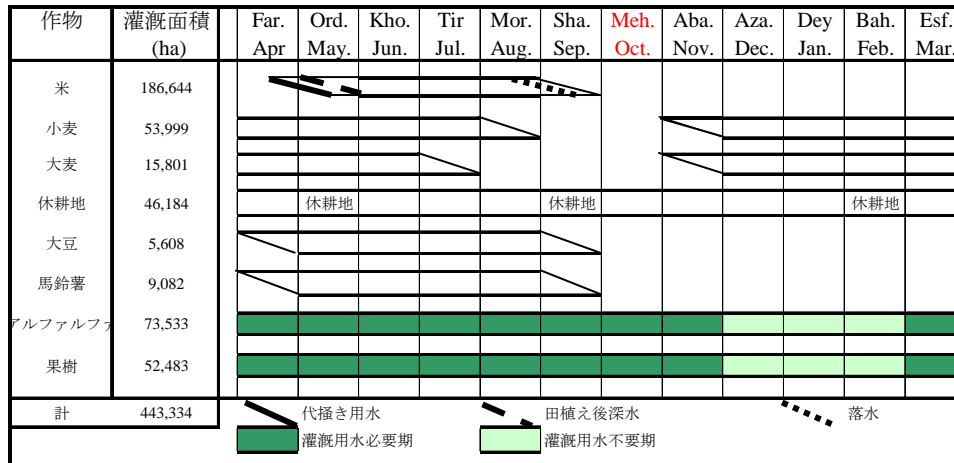 作物 灌漑面積 Far. Ord. Kho. Tir Mor. Sha. Meh. Aba. Aza. Dey Bah. Esf.
(ha) Apr May. Jun. Jul. Aug. Sep. Oct. Nov. Dec. Jan. Feb. Mar.
米 186,644
小麦 53,999
大麦 15,801
休耕地 46,184 休耕地 休耕地 休耕地
大豆 5,608
馬鈴薯 9,082
アルファルファ 73,533
果樹 52,483
計 443,334 代掻き用水 田植え後深水 落水
灌漑用水必要期 灌漑用水不要期